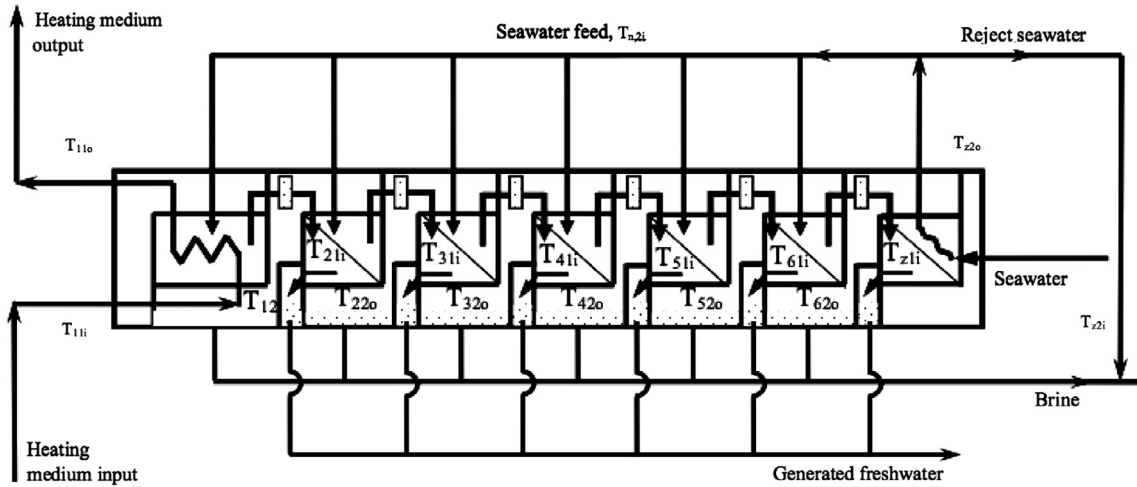 Heating medium
output
Seawater feed, Tn,2i
Reject seawater
T11o
Tz2o
T21i
T31i
T41i
T51i
T61i
Tz1i
Seawater
T12
T22o
T32o
T42o
T52o
T62o
T11i
Tz2i
Brine
Heating
medium input
Generated freshwater